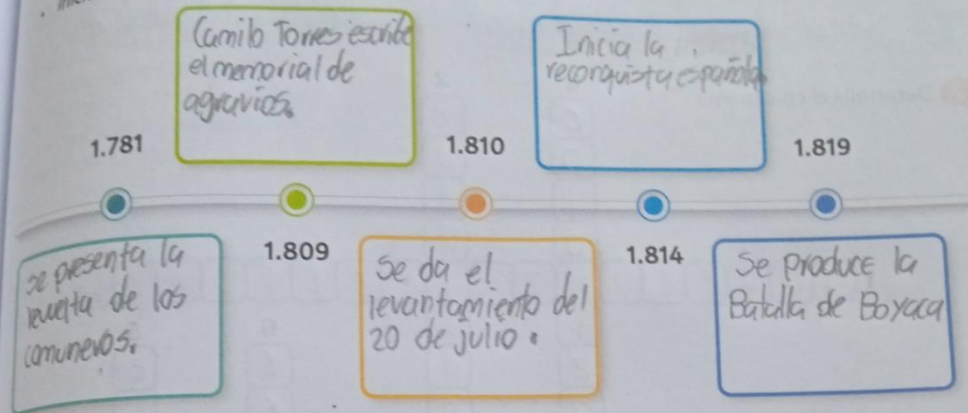 Camilo Torres escribe
el memorial de
agravios.
Inicia la
reconquista española
1.781
1.810
1.819
1.809
1.814
se presenta la
revuelta de los
comuneros.
Se da el
levantamiento del
20 de julio.
Se produce la
Batalla de Boyaca